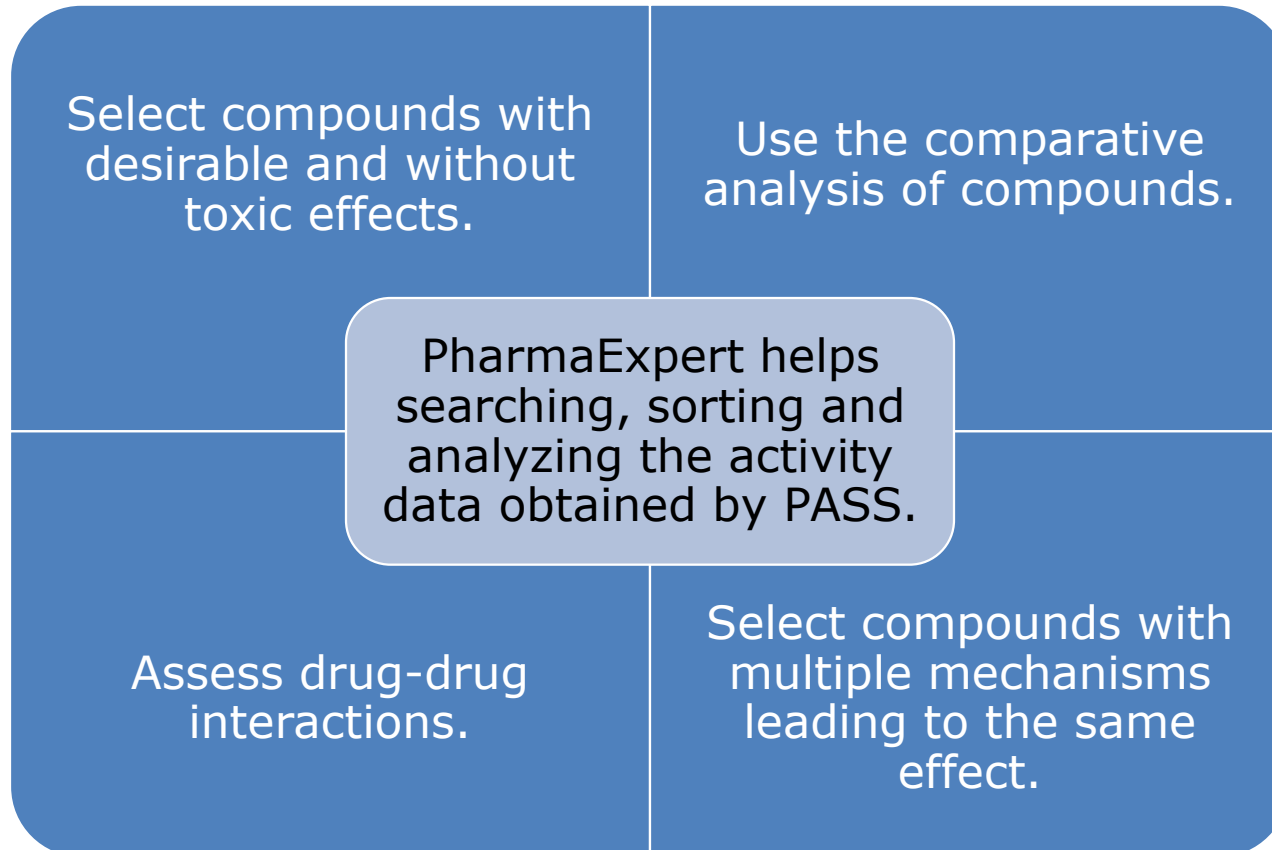 Select compounds with
desirable and without
toxic effects.
Use the comparative
analysis of compounds.
PharmaExpert helps
searching, sorting and
analyzing the activity
data obtained by PASS.
Assess drug-drug
interactions.
Select compounds with
multiple mechanisms
leading to the same
effect.